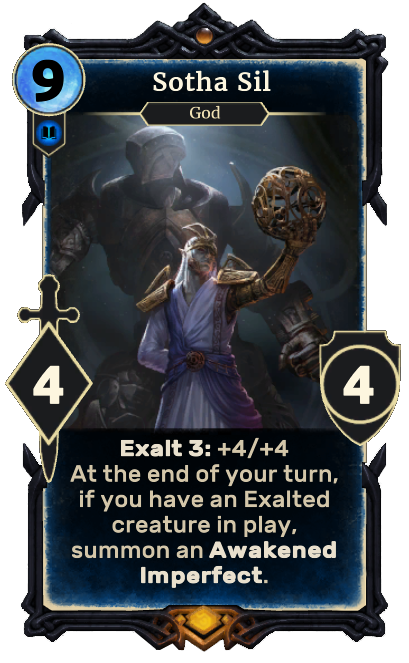 9
Sotha Sil
God
4
4
Exalt 3: +4/+4
At the end of your turn,
if you have an Exalted
creature in play,
summon an Awakened
Imperfect.